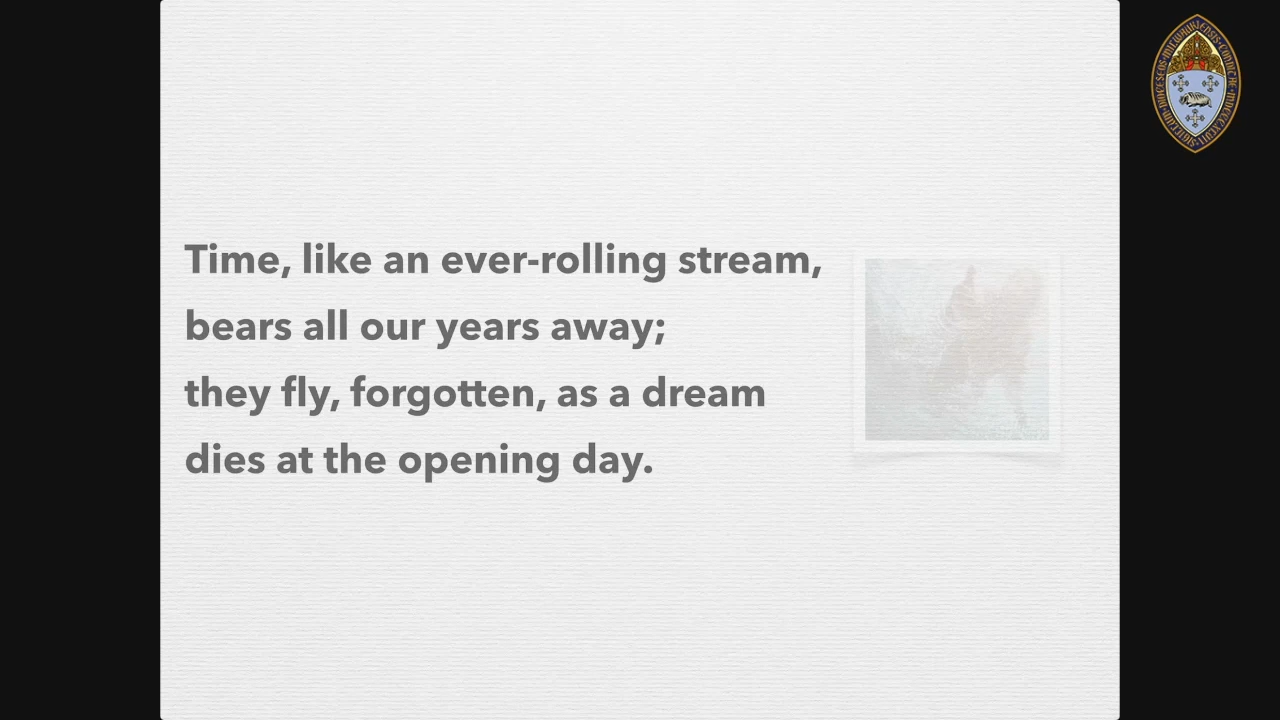 Time, like an ever-rolling stream,
bears all our years away;
they fly, forgotten, as a dream
dies at the opening day.